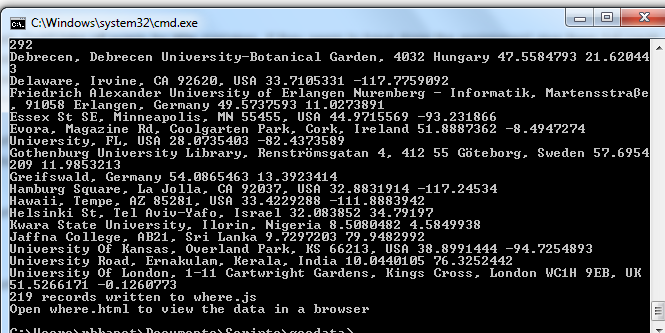 C:\Windows\system32\cmd.exe
292
Debrecen, Debrecen University-Botanical Garden, 4032 Hungary 47.5584793 21.62044
3
Delaware, Irvine, CA 92620, USA 33.7105331 -117.7759092
Friedrich Alexander University of Erlangen Nuremberg - Informatik, Martensstraße
, 91058 Erlangen, Germany 49.5737593 11.0273891
Essex St SE, Minneapolis, MN 55455, USA 44.9715569 -93.231866
Evora, Magazine Rd, Coolgarten Park, Cork, Ireland 51.8887362 -8.4947274
University, FL, USA 28.0735403 -82.4373589
Gothenburg University Library, Renströmsgatan 4, 412 55 Göteborg, Sweden 57.6954
209 11.9853213
Greifswald, Germany 54.0865463 13.3923414
Hamburg Square, La Jolla, CA 92037, USA 32.8831914 -117.24534
Hawaii, Tempe, AZ 85281, USA 33.4229288 -111.8883942
Helsinki St, Tel Aviv-Yafo, Israel 32.083852 34.79197
Kwara State University, Ilorin, Nigeria 8.5080482 4.5849938
Jaffna College, AB21, Sri Lanka 9.7297203 79.9482992
University Of Kansas, Overland Park, KS 66213, USA 38.8991444 -94.7254893
University Road, Ernakulam, Kerala, India 10.0440105 76.3252442
University Of London, 1-11 Cartwright Gardens, Kings Cross, London WC1H 9EB, UK
51.5266171 -0.1260773
219 records written to where.js
Open where.html to view the data in a browser